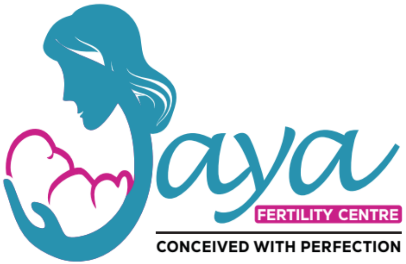 Jaya
FERTILITY CENTRE
CONCEIVED WITH PERFECTION